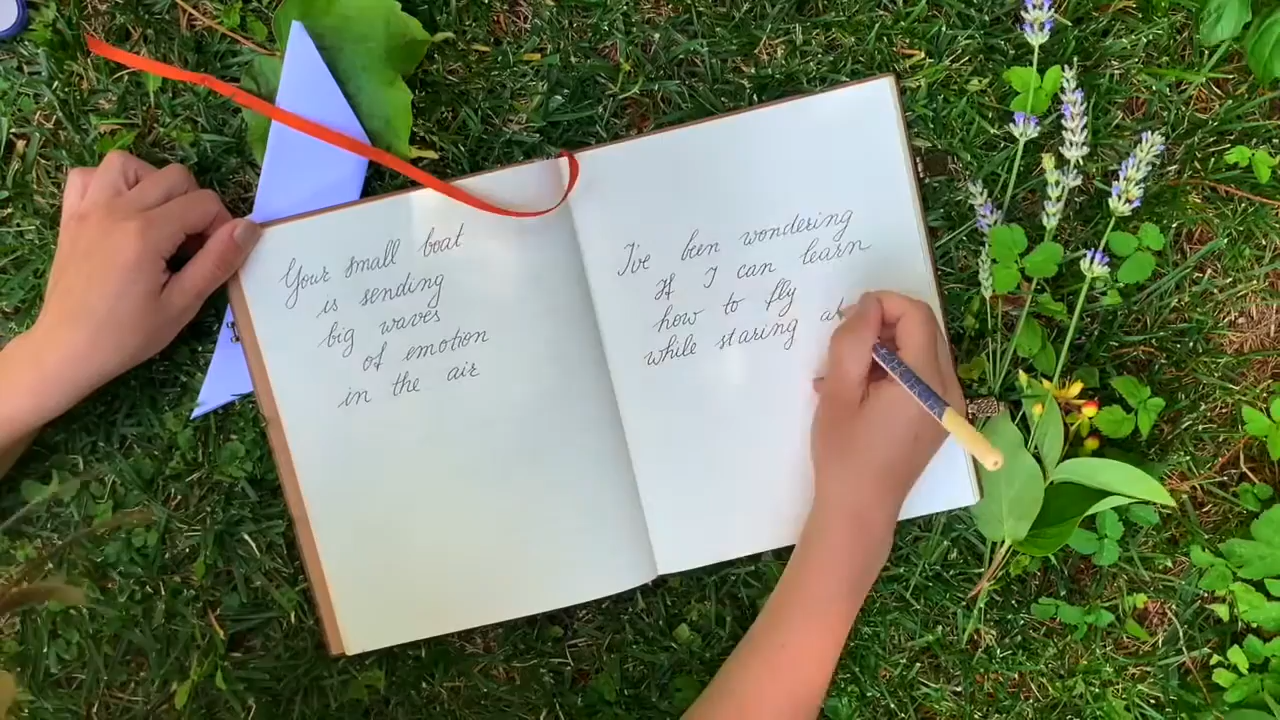 Your small boat
is sending
big waves
of emotion
in the air
I've been wondering
If I can learn
how to fly
while staring